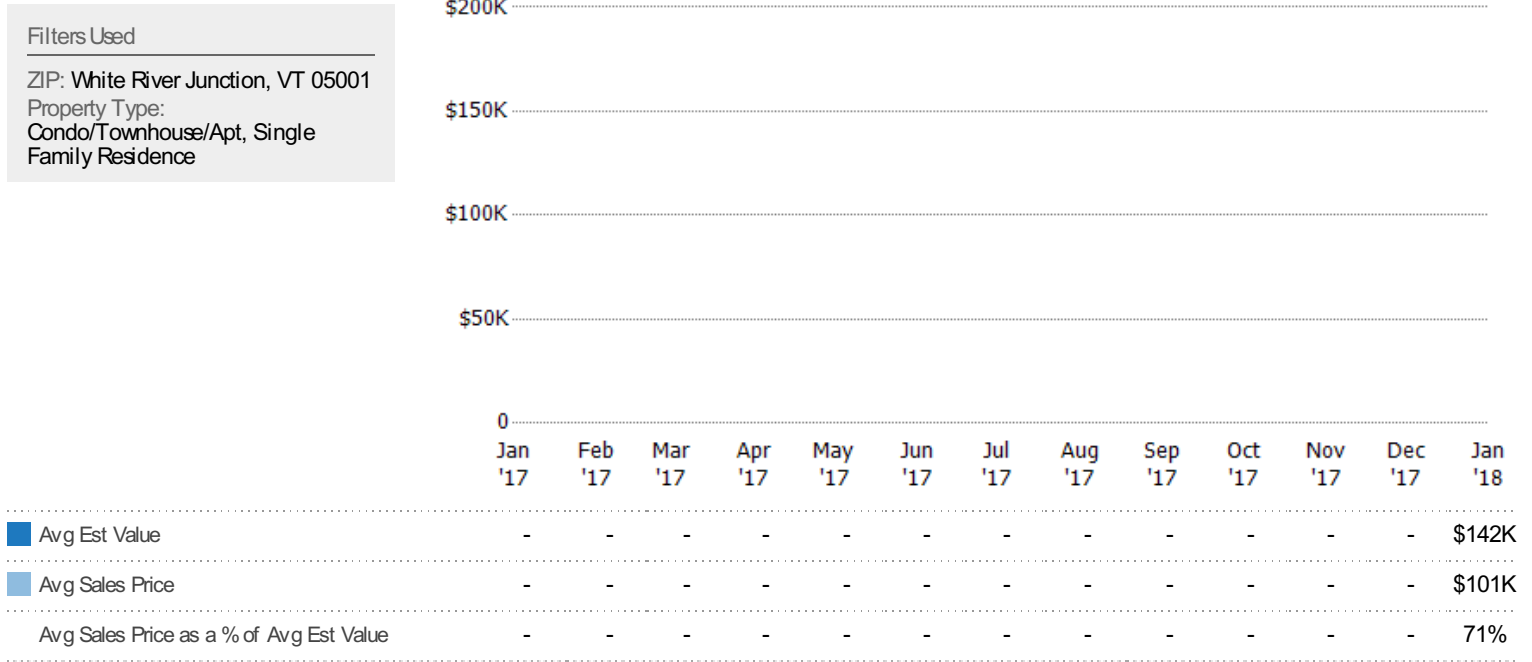 Filters Used
ZIP: White River Junction, VT 05001
Property Type:
Condo/Townhouse/Apt, Single
Family Residence
$200K
$150K
$100K
$50K
0
Jan Feb Mar Apr May Jun Jul Aug Sep Oct Nov Dec Jan
'17 '17 '17 '17 '17 '17 '17 '17 '17 '17 '17 '17 '18
Avg Est Value - - - - - - - - - - - - $142K
Avg Sales Price - - - - - - - - - - - - $101K
Avg Sales Price as a % of Avg Est Value - - - - - - - - - - - - 71%